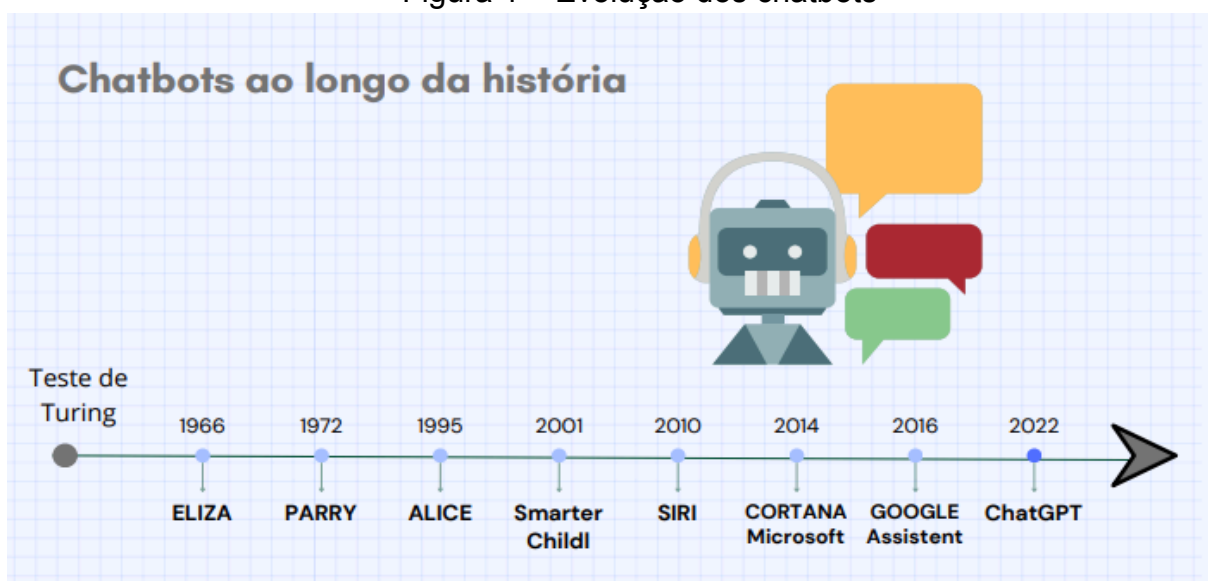 Figura 1 – Evolução dos chatbots
Chatbots ao longo da história
Teste de
Turing
1966
1972
1995
2001
2010
2014
2016
2022
ELIZA
PARRY
ALICE
Smarter
Childl
SIRI
CORTANA
Microsoft
GOOGLE
Assistent
ChatGPT